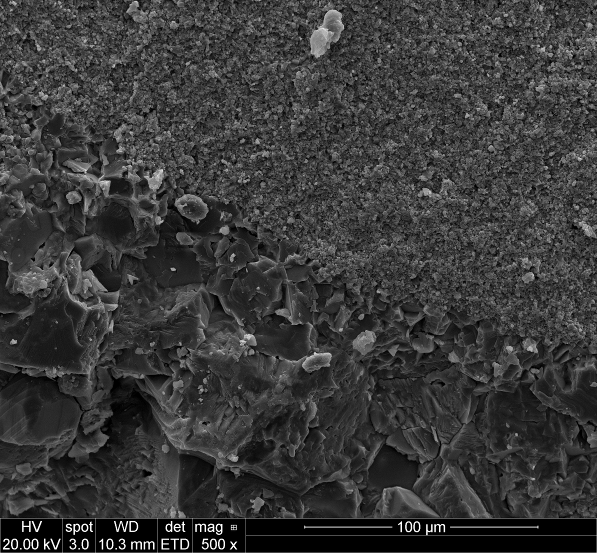 HV spot WD det mag ⊞
20.00 kV 3.0 10.3 mm ETD 500 x
100 µm